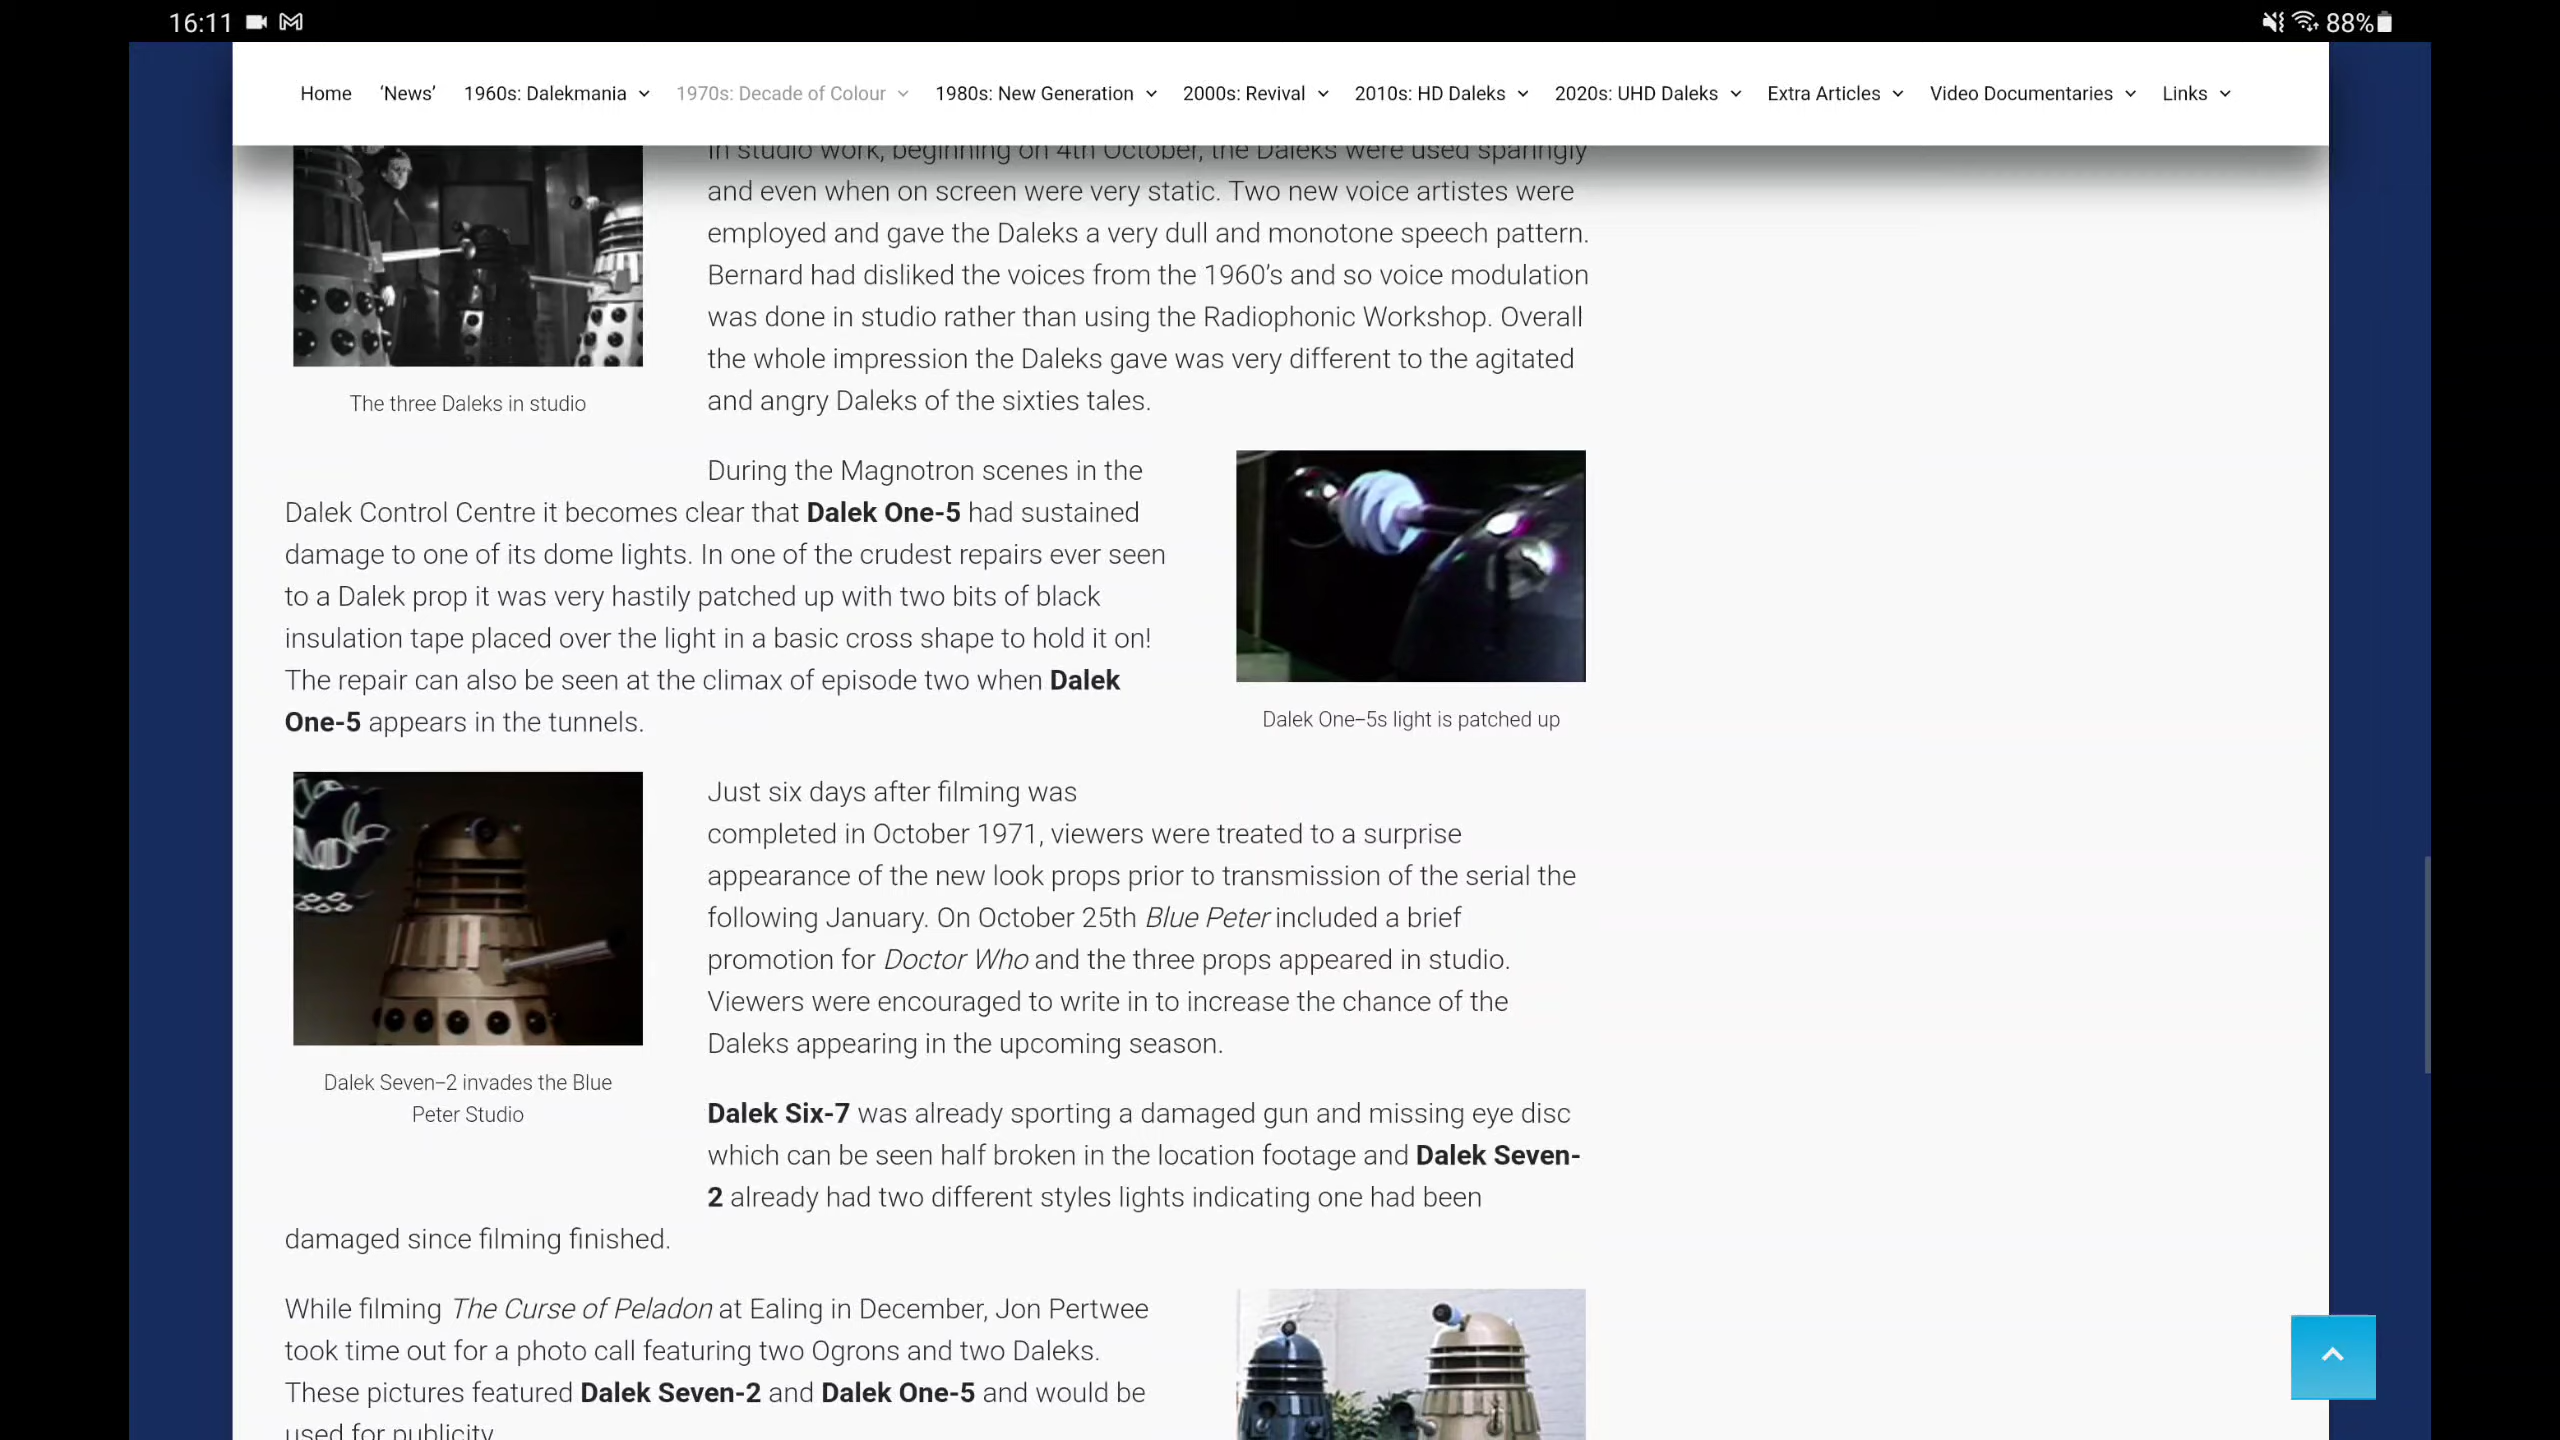 16:11
88%
Home 'News' 1960s: Dalekmania 1970s: Decade of Colour 1980s: New Generation 2000s: Revival 2010s: HD Daleks 2020s: UHD Daleks Extra Articles Video Documentaries Links
In studio work, beginning on 4th October, the Daleks were used sparingly
and even when on screen were very static. Two new voice artistes were
employed and gave the Daleks a very dull and monotone speech pattern.
Bernard had disliked the voices from the 1960's and so voice modulation
was done in studio rather than using the Radiophonic Workshop. Overall
the whole impression the Daleks gave was very different to the agitated
and angry Daleks of the sixties tales.
The three Daleks in studio
During the Magnotron scenes in the
Dalek Control Centre it becomes clear that Dalek One-5 had sustained
damage to one of its dome lights. In one of the crudest repairs ever seen
to a Dalek prop it was very hastily patched up with two bits of black
insulation tape placed over the light in a basic cross shape to hold it on!
The repair can also be seen at the climax of episode two when Dalek
One-5 appears in the tunnels.
Dalek One–5s light is patched up
Just six days after filming was
completed in October 1971, viewers were treated to a surprise
appearance of the new look props prior to transmission of the serial the
following January. On October 25th Blue Peter included a brief
promotion for Doctor Who and the three props appeared in studio.
Viewers were encouraged to write in to increase the chance of the
Daleks appearing in the upcoming season.
Dalek Seven–2 invades the Blue
Peter Studio
Dalek Six-7 was already sporting a damaged gun and missing eye disc
which can be seen half broken in the location footage and Dalek Seven-
2 already had two different styles lights indicating one had been
damaged since filming finished.
While filming The Curse of Peladon at Ealing in December, Jon Pertwee
took time out for a photo call featuring two Ogrons and two Daleks.
These pictures featured Dalek Seven-2 and Dalek One-5 and would be
used for publicity